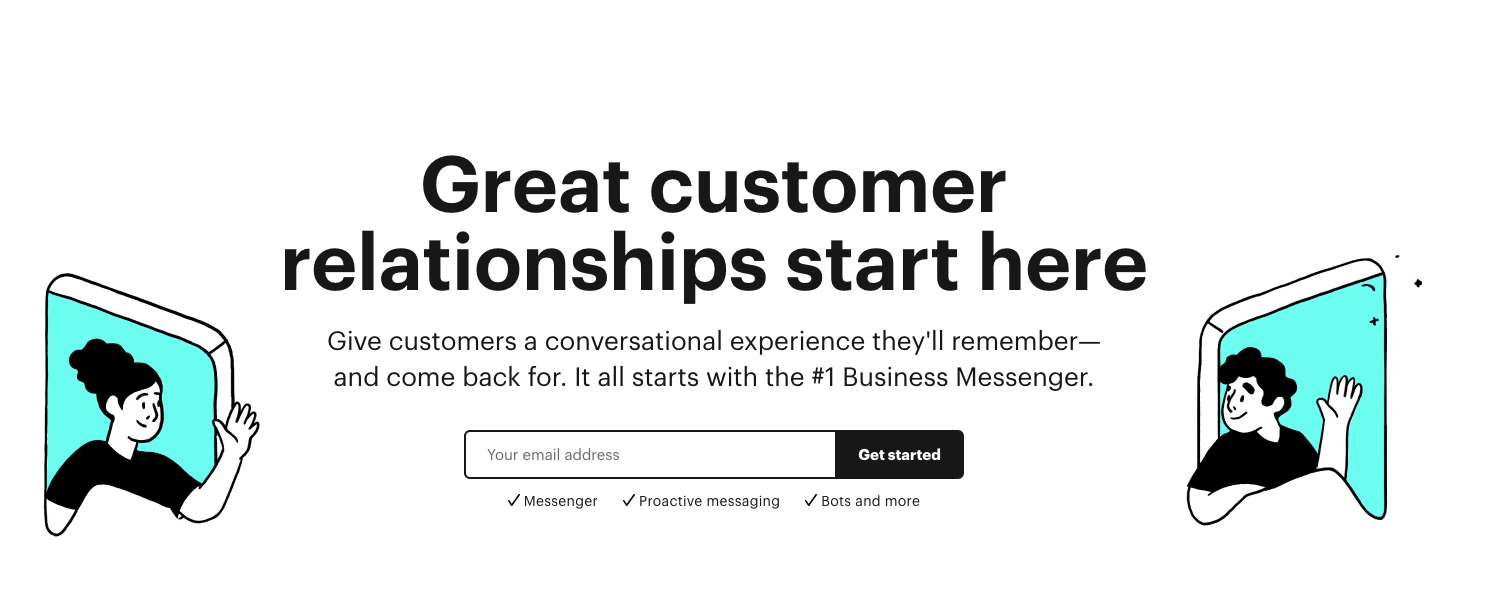 Great customer
relationships start here
Give customers a conversational experience they'll remember—
and come back for. It all starts with the #1 Business Messenger.
Your email address Get started
✓ Messenger ✓ Proactive messaging ✓ Bots and more